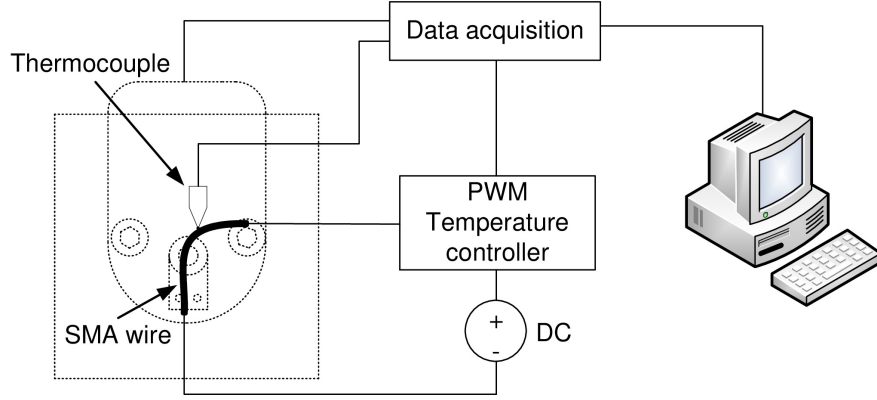 Data acquisition
Thermocouple
PWM
Temperature
controller
SMA wire
+
-
DC